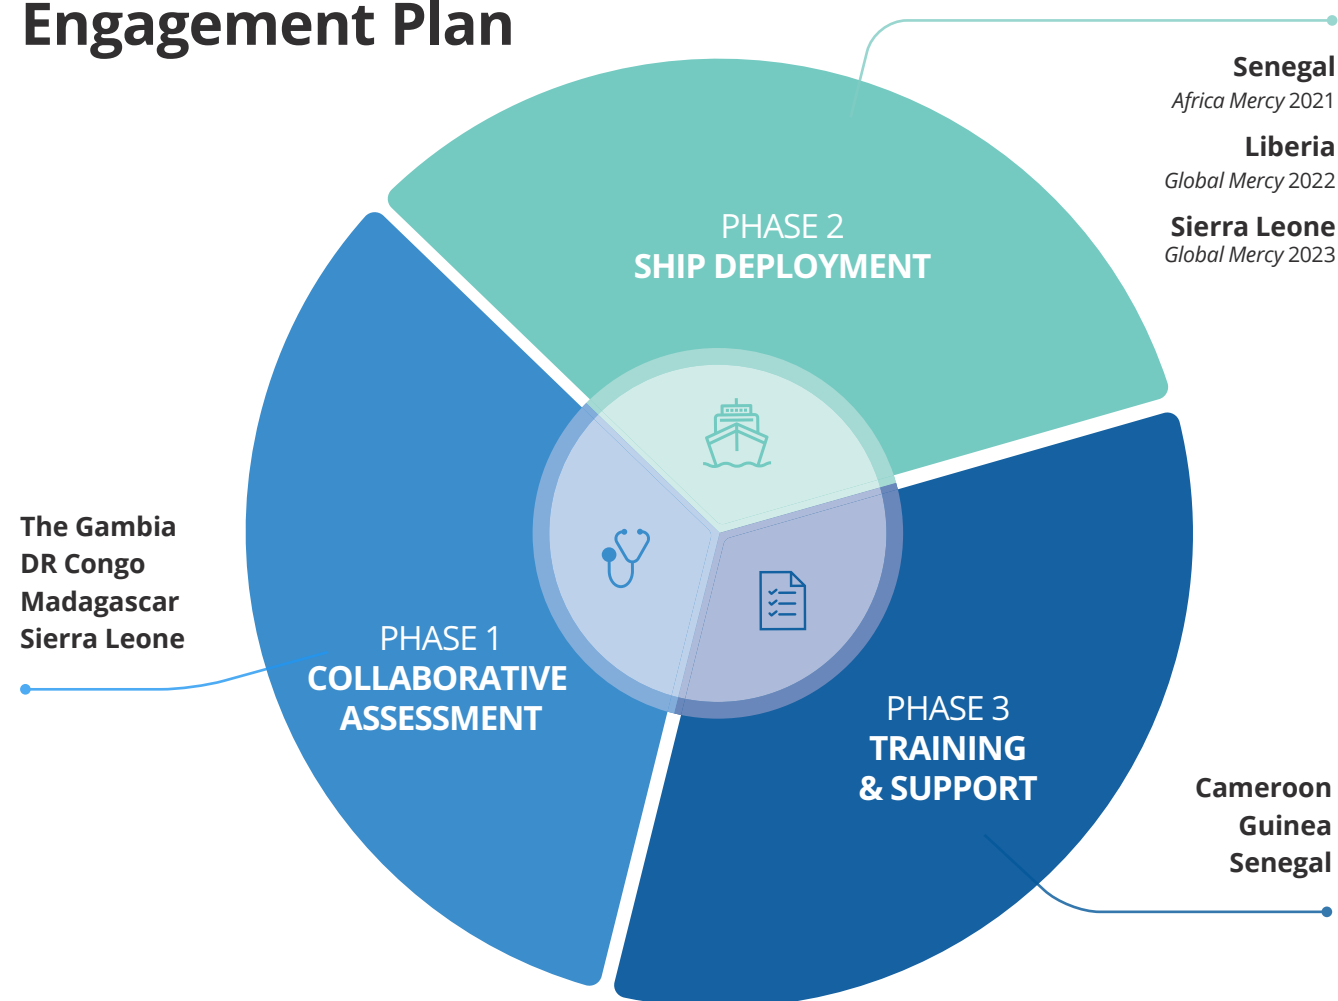 Engagement Plan
Senegal
Africa Mercy 2021
Liberia
Global Mercy 2022
Sierra Leone
Global Mercy 2023
PHASE 2
SHIP DEPLOYMENT
The Gambia
DR Congo
Madagascar
Sierra Leone
PHASE 1
COLLABORATIVE
ASSESSMENT
PHASE 3
TRAINING
& SUPPORT
Cameroon
Guinea
Senegal